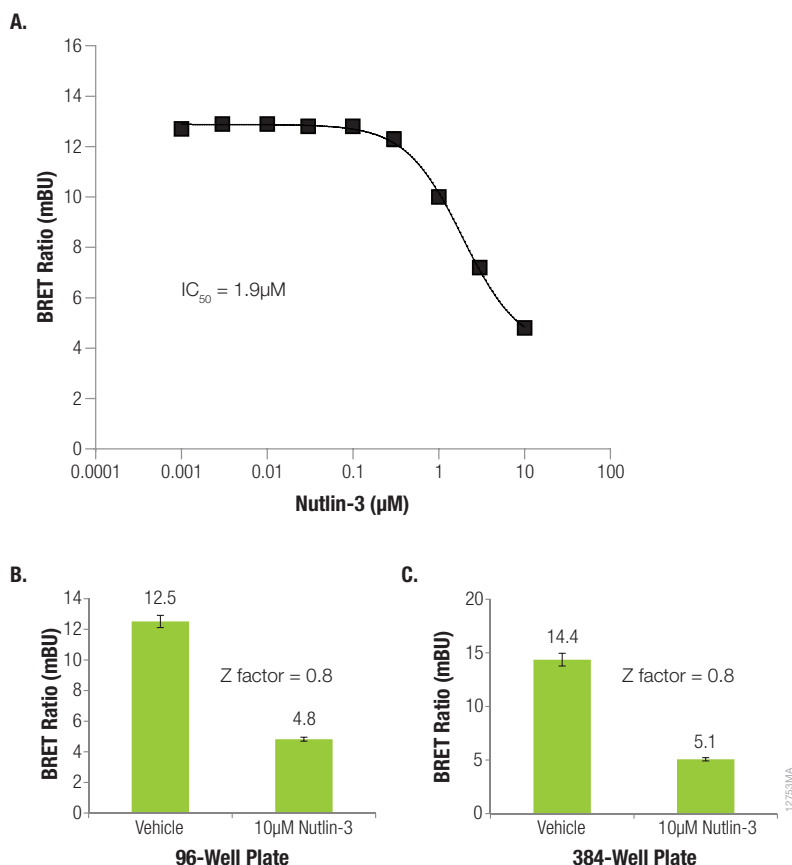 A.
16
14
12
10
8
6
4
2
0
BRET Ratio (mBU)
IC50 = 1.9µM
0.0001 0.001 0.01 0.1 1 10 100
Nutlin-3 (µM)
B.
14
12
10
8
6
4
2
0
BRET Ratio (mBU)
12.5
Z factor = 0.8
4.8
Vehicle 10µM Nutlin-3
96-Well Plate
C.
20
15
10
5
0
BRET Ratio (mBU)
14.4
Z factor = 0.8
5.1
Vehicle 10µM Nutlin-3
384-Well Plate
12753MA